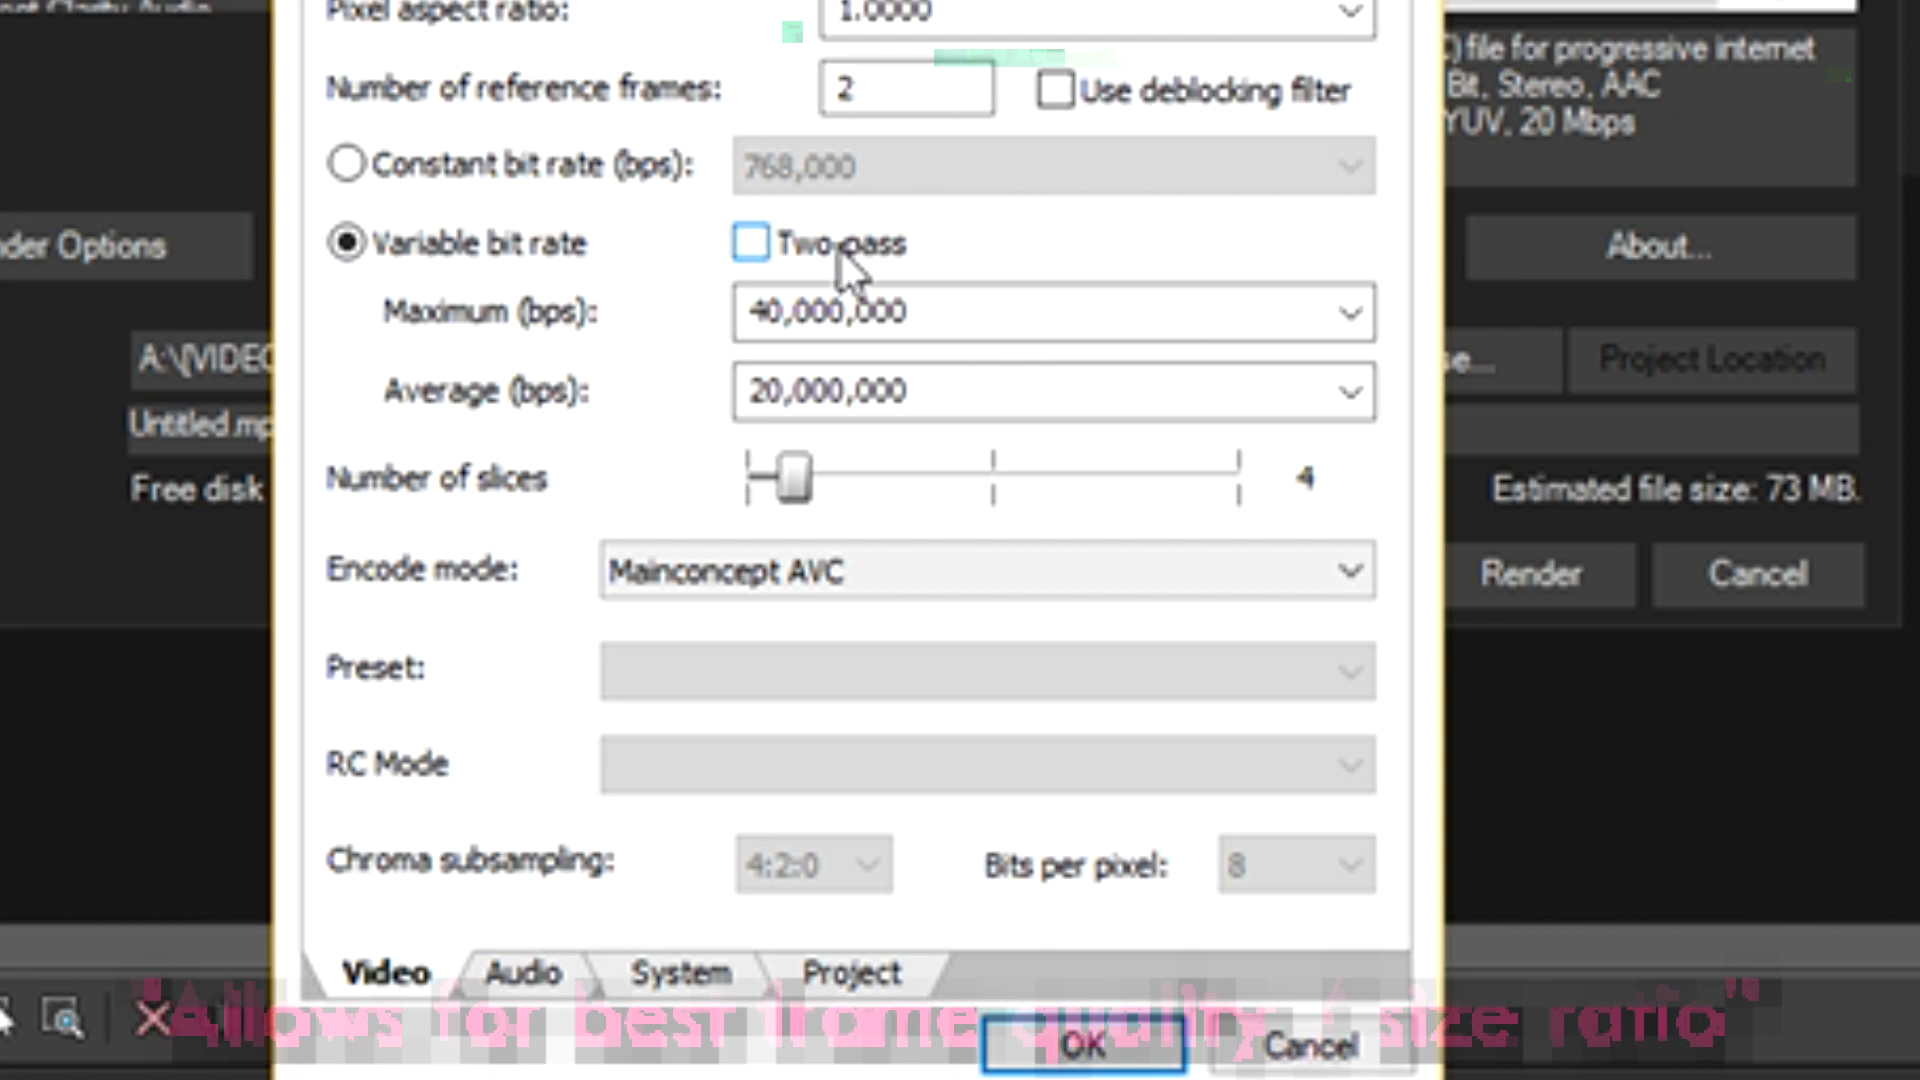 Pixel aspect ratio: 1.0000
Number of reference frames: 2 Use deblocking filter
Constant bit rate (bps): 768,000
Variable bit rate Two-pass
Maximum (bps): 40,000,000
Average (bps): 20,000,000
Number of slices 4
Encode mode: Mainconcept AVC
Preset:
RC Mode
Chroma subsampling: 4:2:0 Bits per pixel: 8
Video Audio System Project
OK Cancel
Clarity Audio
Options
A:\[VIDEO
Untitled.mp
Free disk
) file for progressive internet
Bit, Stereo, AAC
YUV, 20 Mbps
About...
Project Location
Estimated file size: 73 MB.
Render Cancel
"Allows for best frame quality / size ratio"